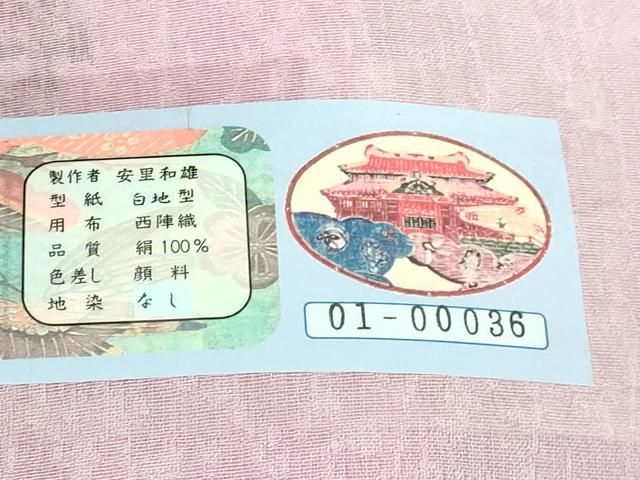 製作者 安里和雄
型紙 白地型
用布 西陣織
品質 絹100%
色差し 顔料
地染 なし
01-00036